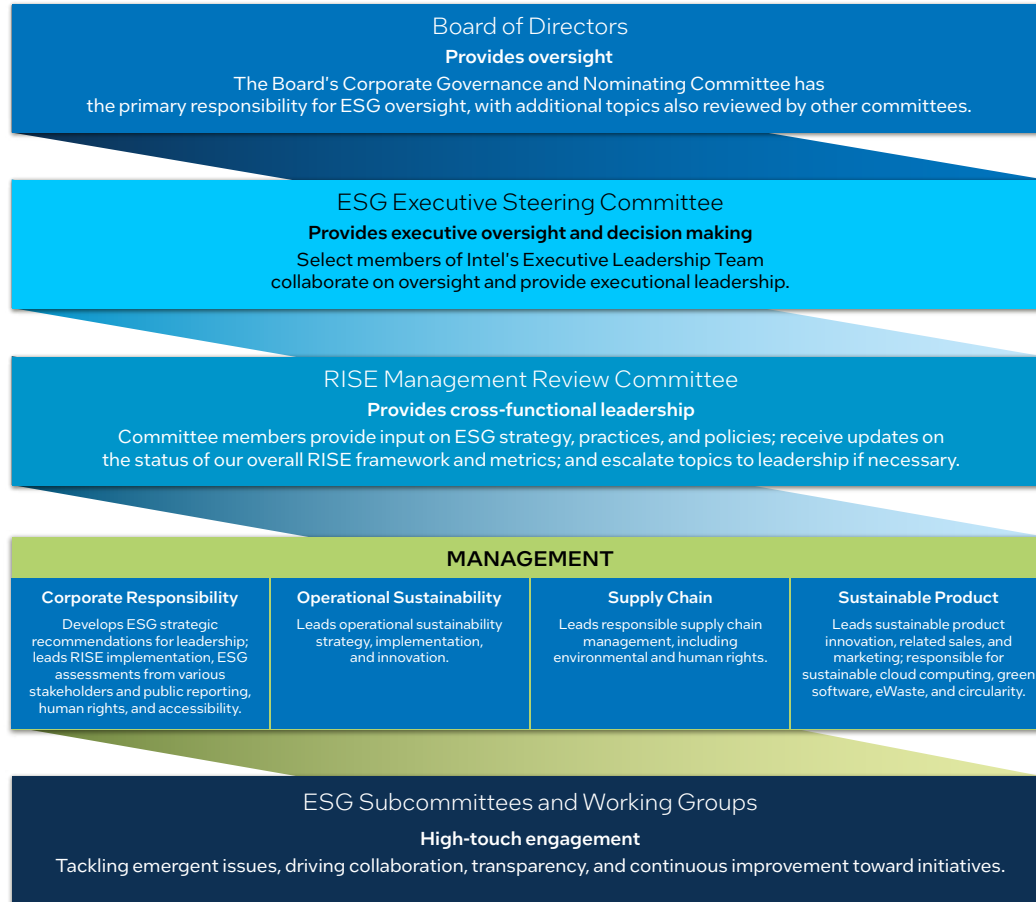 Board of Directors
Provides oversight
The Board's Corporate Governance and Nominating Committee has
the primary responsibility for ESG oversight, with additional topics also reviewed by other committees.
ESG Executive Steering Committee
Provides executive oversight and decision making
Select members of Intel's Executive Leadership Team
collaborate on oversight and provide executional leadership.
RISE Management Review Committee
Provides cross-functional leadership
Committee members provide input on ESG strategy, practices, and policies; receive updates on
the status of our overall RISE framework and metrics; and escalate topics to leadership if necessary.
MANAGEMENT
Corporate Responsibility
Develops ESG strategic
recommendations for leadership;
leads RISE implementation, ESG
assessments from various
stakeholders and public reporting,
human rights, and accessibility.
Operational Sustainability
Leads operational sustainability
strategy, implementation,
and innovation.
Supply Chain
Leads responsible supply chain
management, including
environmental and human rights.
Sustainable Product
Leads sustainable product
innovation, related sales, and
marketing; responsible for
sustainable cloud computing, green
software, eWaste, and circularity.
ESG Subcommittees and Working Groups
High-touch engagement
Tackling emergent issues, driving collaboration, transparency, and continuous improvement toward initiatives.